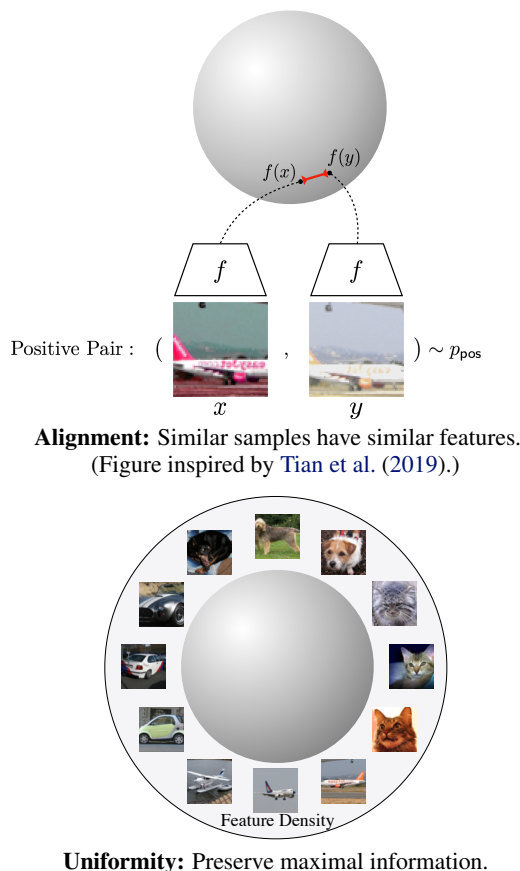 f(x) f(y)
f f
Positive Pair : ( , ) ∼ p_pos
x y
Alignment: Similar samples have similar features.
(Figure inspired by Tian et al. (2019).)
Feature Density
Uniformity: Preserve maximal information.